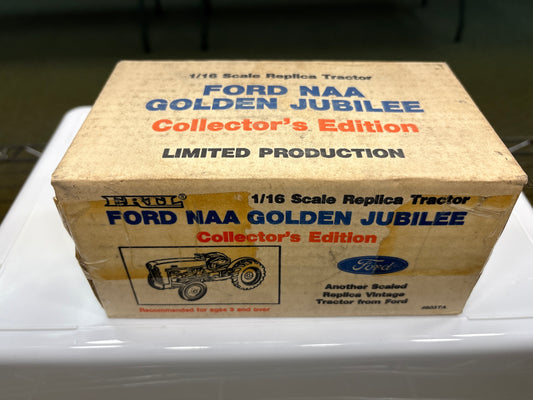 1/16 Scale Replica Tractor
FORD NAA
GOLDEN JUBILEE
Collector's Edition
LIMITED PRODUCTION
ERTL®
1/16 Scale Replica Tractor
FORD NAA GOLDEN JUBILEE
Collector's Edition
Ford
Another Scaled
Replica Vintage
Tractor from Ford
Recommended for ages 3 and over